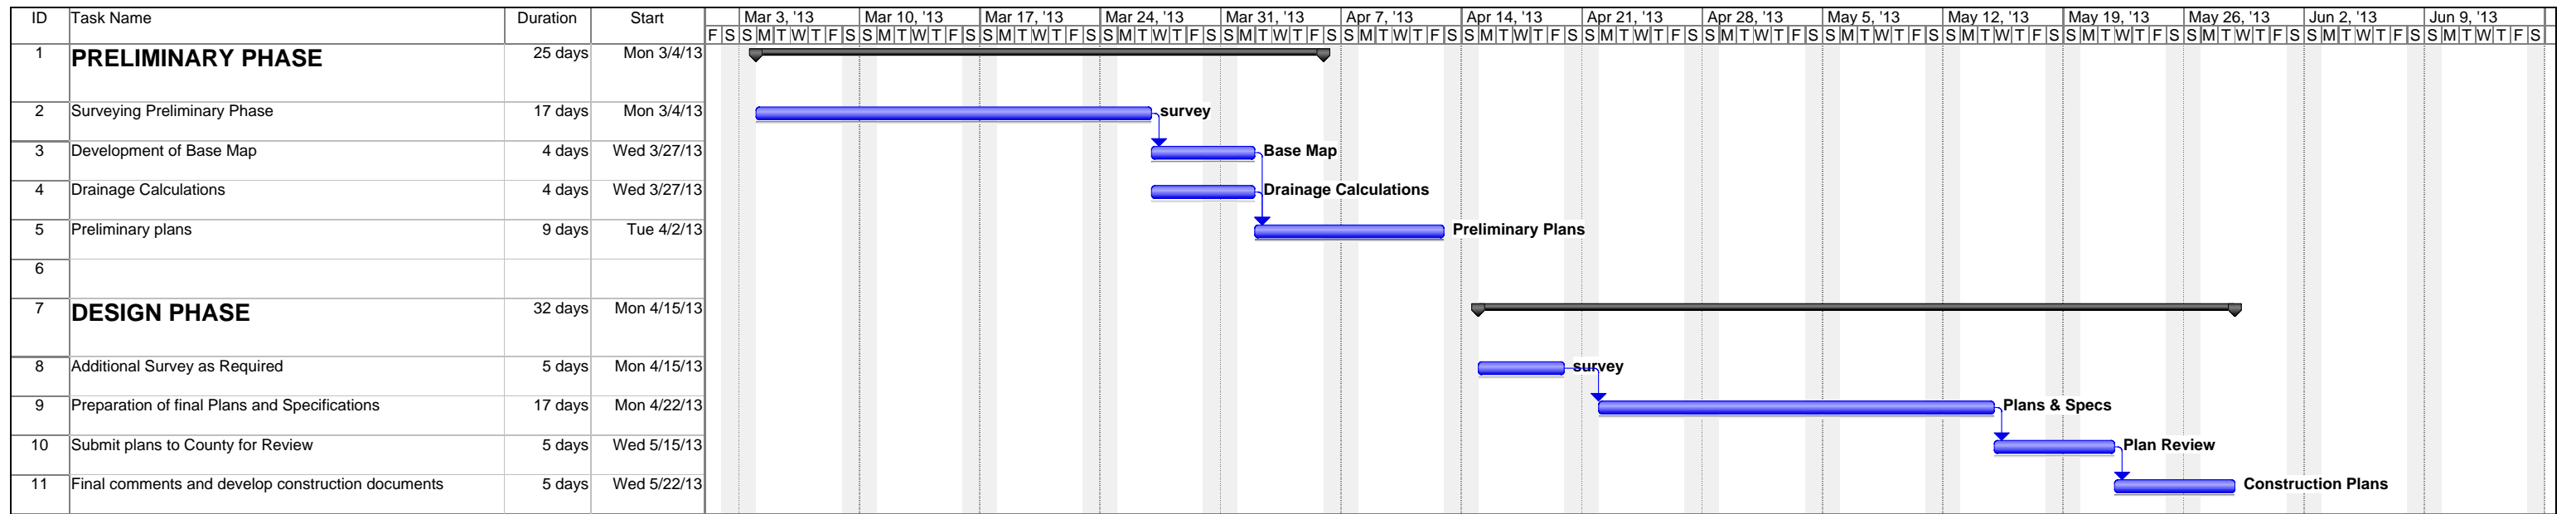 ID Task Name Duration Start Mar 3, '13 Mar 10, '13 Mar 17, '13 Mar 24, '13 Mar 31, '13 Apr 7, '13 Apr 14, '13 Apr 21, '13 Apr 28, '13 May 5, '13 May 12, '13 May 19, '13 May 26, '13 Jun 2, '13 Jun 9, '13
F S S M T W T F S S M T W T F S S M T W T F S S M T W T F S S M T W T F S S M T W T F S S M T W T F S S M T W T F S S M T W T F S S M T W T F S S M T W T F S S M T W T F S S M T W T F S S M T W T F S S M T W T F S
1 PRELIMINARY PHASE 25 days Mon 3/4/13
2 Surveying Preliminary Phase 17 days Mon 3/4/13 survey
3 Development of Base Map 4 days Wed 3/27/13 Base Map
4 Drainage Calculations 4 days Wed 3/27/13 Drainage Calculations
5 Preliminary plans 9 days Tue 4/2/13 Preliminary Plans
6
7 DESIGN PHASE 32 days Mon 4/15/13
8 Additional Survey as Required 5 days Mon 4/15/13 survey
9 Preparation of final Plans and Specifications 17 days Mon 4/22/13 Plans & Specs
10 Submit plans to County for Review 5 days Wed 5/15/13 Plan Review
11 Final comments and develop construction documents 5 days Wed 5/22/13 Construction Plans